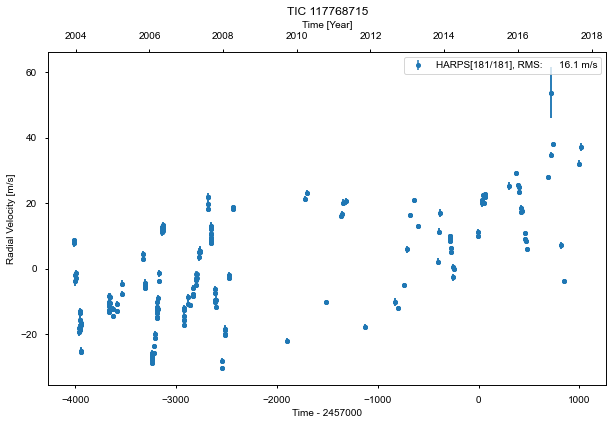 TIC 117768715
Time [Year]
2004 2006 2008 2010 2012 2014 2016 2018
HARPS[181/181], RMS: 16.1 m/s
60
40
20
0
−20
Radial Velocity [m/s]
−4000 −3000 −2000 −1000 0 1000
Time - 2457000